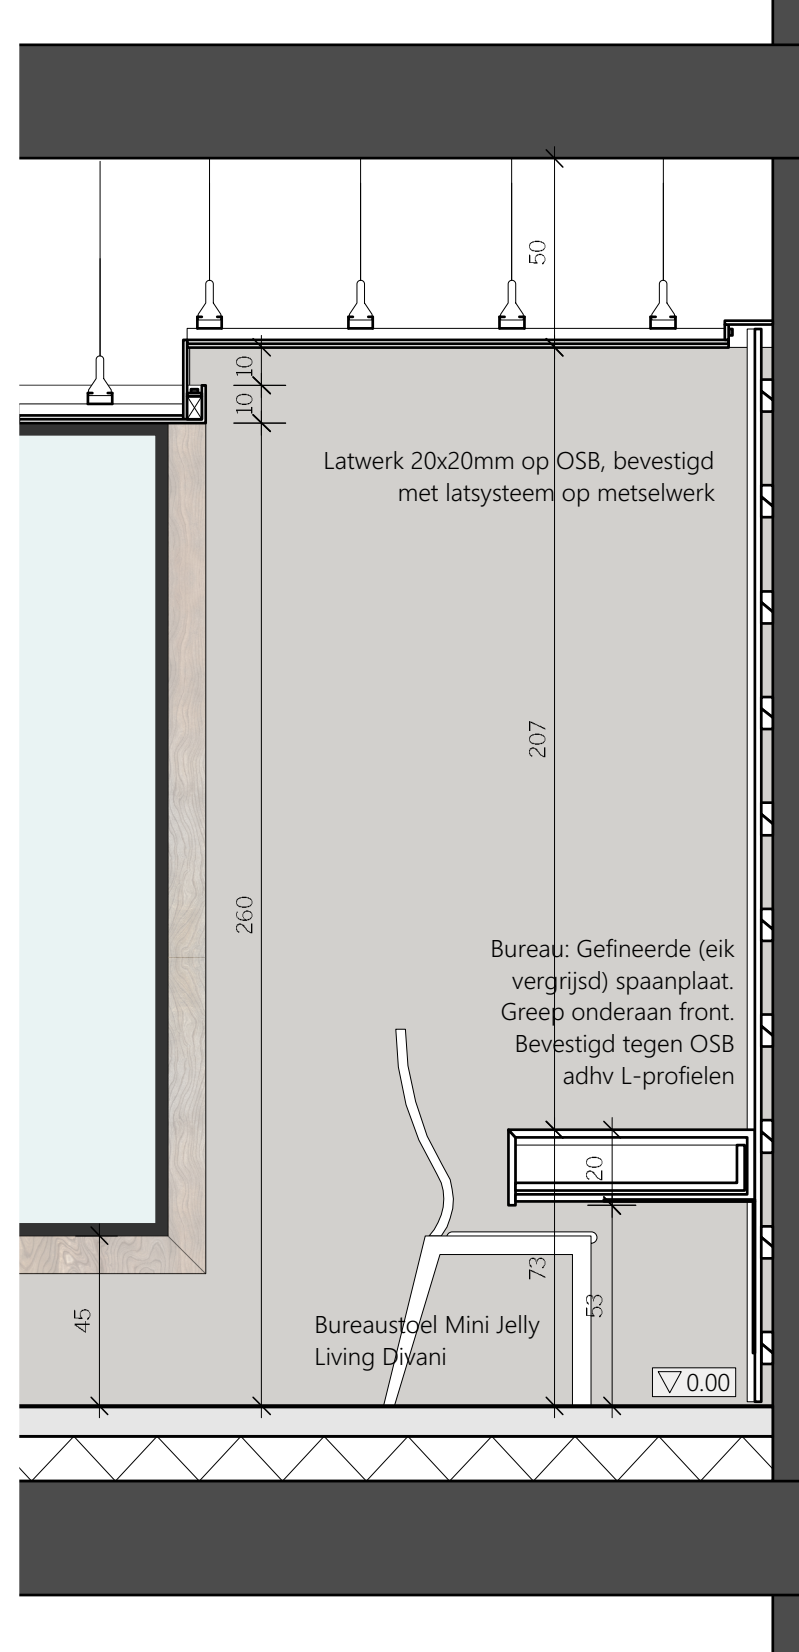 50
10
10
Latwerk 20x20mm op OSB, bevestigd
met latsysteem op metselwerk
207
260
Bureau: Gefineerde (eik
vergrijsd) spaanplaat.
Greep onderaan front.
Bevestigd tegen OSB
adhv L-profielen
20
73
53
45
Bureaustoel Mini Jelly
Living Divani
0.00